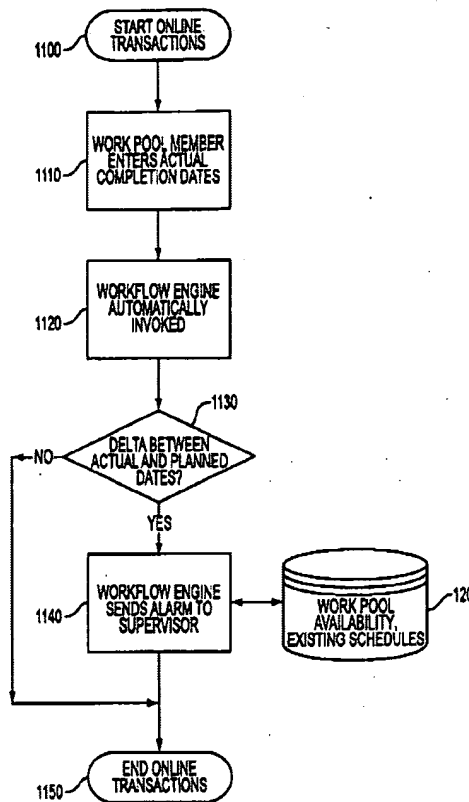 START ONLINE
TRANSACTIONS
1100
WORK POOL MEMBER
ENTERS ACTUAL
COMPLETION DATES
1110
WORKFLOW ENGINE
AUTOMATICALLY
INVOKED
1120
1130
DELTA BETWEEN
ACTUAL AND PLANNED
DATES?
NO
YES
WORKFLOW ENGINE
SENDS ALARM TO
SUPERVISOR
1140
WORK POOL
AVAILABILITY,
EXISTING SCHEDULES
120
END ONLINE
TRANSACTIONS
1150